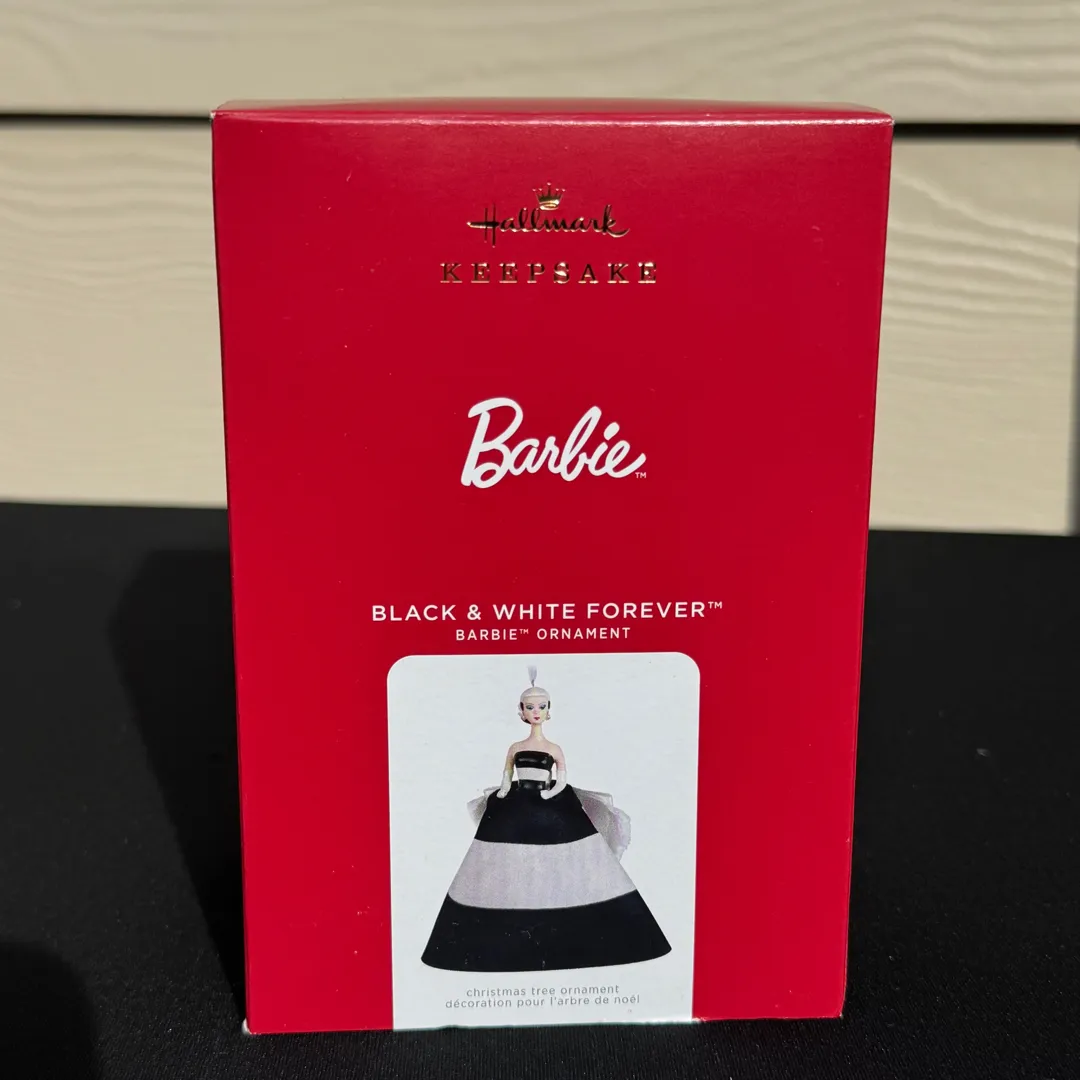 Hallmark
KEEPSAKE
Barbie™
BLACK & WHITE FOREVER™
BARBIE™ ORNAMENT
christmas tree ornament
décoration pour l'arbre de noël